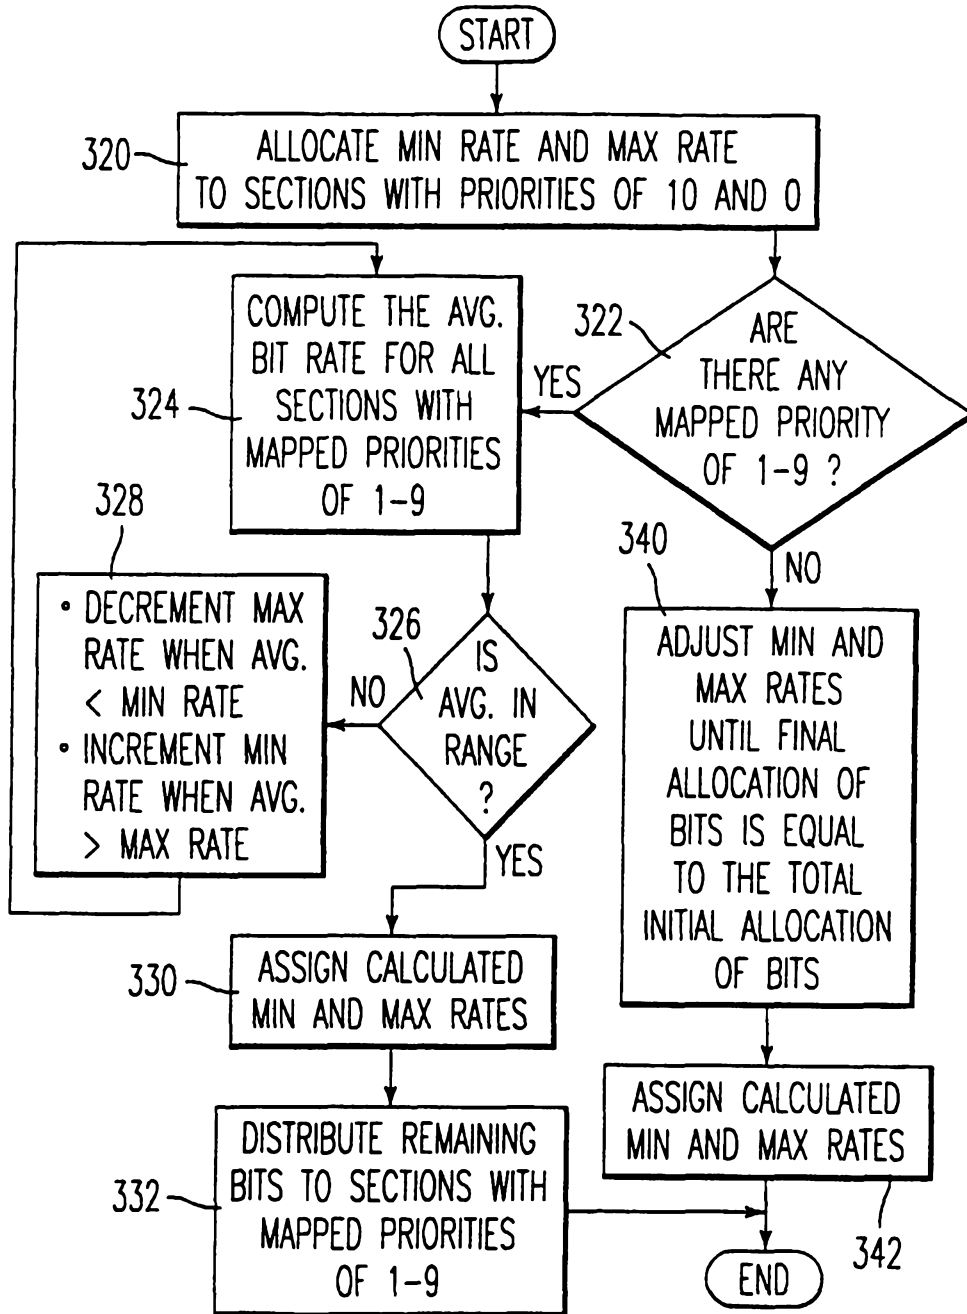 START
320
ALLOCATE MIN RATE AND MAX RATE
TO SECTIONS WITH PRIORITIES OF 10 AND 0
322
ARE
THERE ANY
MAPPED PRIORITY
OF 1-9 ?
YES
NO
324
COMPUTE THE AVG.
BIT RATE FOR ALL
SECTIONS WITH
MAPPED PRIORITIES
OF 1-9
326
IS
AVG. IN
RANGE
?
NO
YES
328
• DECREMENT MAX
RATE WHEN AVG.
< MIN RATE
• INCREMENT MIN
RATE WHEN AVG.
> MAX RATE
330
ASSIGN CALCULATED
MIN AND MAX RATES
332
DISTRIBUTE REMAINING
BITS TO SECTIONS WITH
MAPPED PRIORITIES
OF 1-9
340
ADJUST MIN AND
MAX RATES
UNTIL FINAL
ALLOCATION OF
BITS IS EQUAL
TO THE TOTAL
INITIAL ALLOCATION
OF BITS
ASSIGN CALCULATED
MIN AND MAX RATES
342
END